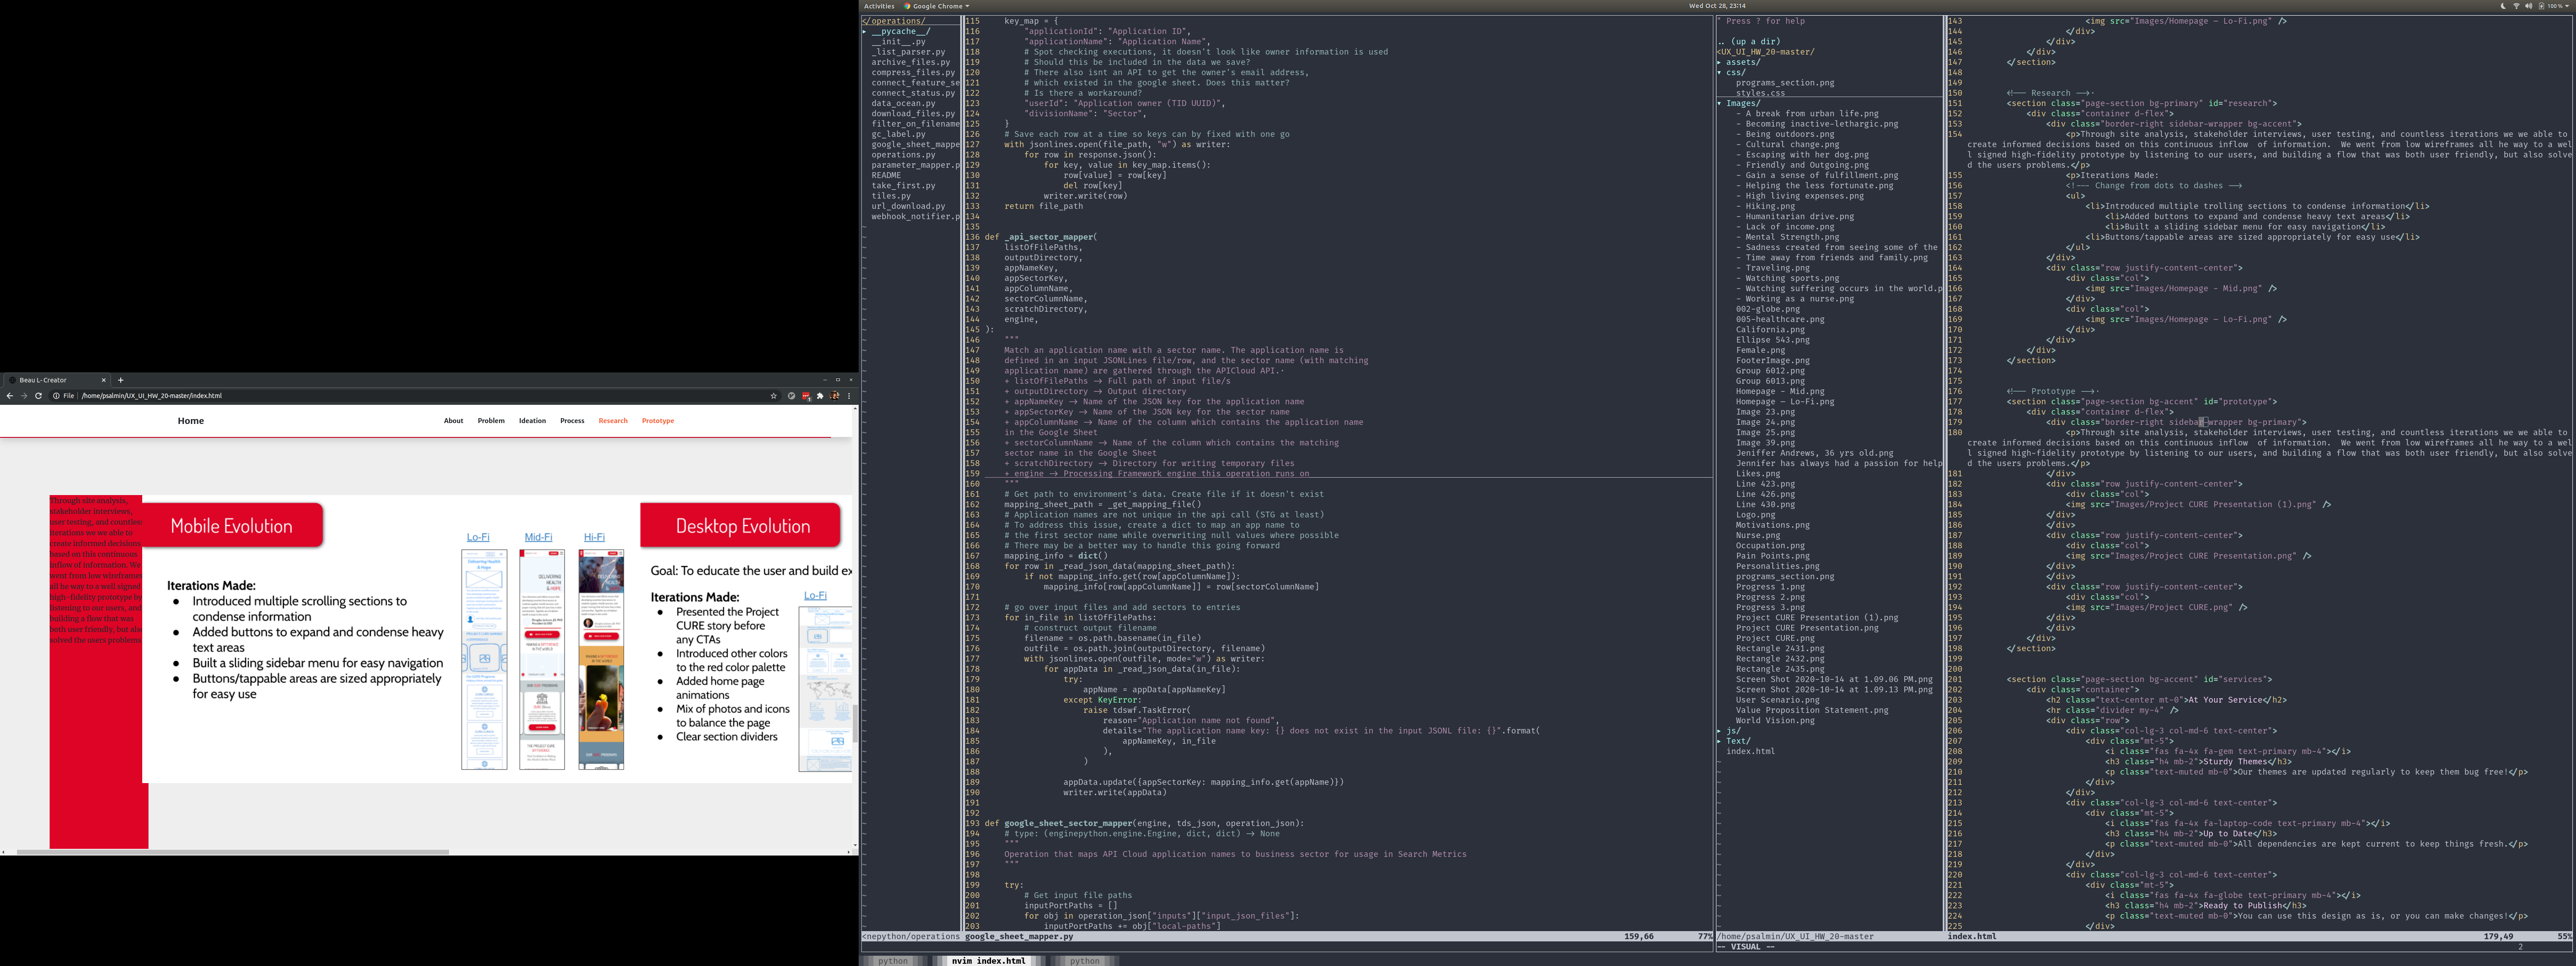 Activities
Google Chrome
Wed Oct 28, 23:14
100 %
Beau L- Creator
File
/home/psalmin/UX_UI_HW_20-master/index.html
Home
About
Problem
Ideation
Process
Research
Prototype
Through site analysis,
stakeholder interviews,
user testing, and countless
iterations we we able to
create informed decisions
based on this continuous
inflow of information. We
went from low wireframes
all he way to a well signed
high-fidelity prototype by
listening to our users, and
building a flow that was
both user friendly, but also
solved the users problems.
Mobile Evolution
Iterations Made:
● Introduced multiple scrolling sections to
condense information
● Added buttons to expand and condense heavy
text areas
● Built a sliding sidebar menu for easy navigation
● Buttons/tappable areas are sized appropriately
for easy use
Lo-Fi
Mid-Fi
Hi-Fi
Desktop Evolution
Goal: To educate the user and build ex
Iterations Made:
● Presented the Project
CURE story before
any CTAs
● Introduced other colors
to the red color palette
● Added home page
animations
● Mix of photos and icons
to balance the page
● Clear section dividers
Lo-Fi
</operations/
▸ __pycache__/
__init__.py
_list_parser.py
archive_files.py
compress_files.py
connect_feature_se
connect_status.py
data_ocean.py
download_files.py
filter_on_filename
gc_label.py
google_sheet_mappe
operations.py
parameter_mapper.p
README
take_first.py
tiles.py
url_download.py
webhook_notifier.p
115 key_map = {
116 "applicationId": "Application ID",
117 "applicationName": "Application Name",
118 # Spot checking executions, it doesn't look like owner information is used
119 # Should this be included in the data we save?
120 # There also isnt an API to get the owner's email address,
121 # which existed in the google sheet. Does this matter?
122 # Is there a workaround?
123 "userId": "Application owner (TID UUID)",
124 "divisionName": "Sector",
125 }
126 # Save each row at a time so keys can by fixed with one go
127 with jsonlines.open(file_path, "w") as writer:
128 for row in response.json():
129 for key, value in key_map.items():
130 row[value] = row[key]
131 del row[key]
132 writer.write(row)
133 return file_path
134
135
136 def _api_sector_mapper(
137 listOfFilePaths,
138 outputDirectory,
139 appNameKey,
140 appSectorKey,
141 appColumnName,
142 sectorColumnName,
143 scratchDirectory,
144 engine,
145 ):
146 """
147 Match an application name with a sector name. The application name is
148 defined in an input JSONLines file/row, and the sector name (with matching
149 application name) are gathered through the APICloud API.·
150 + listOfFilePaths -> Full path of input file/s
151 + outputDirectory -> Output directory
152 + appNameKey -> Name of the JSON key for the application name
153 + appSectorKey -> Name of the JSON key for the sector name
154 + appColumnName -> Name of the column which contains the application name
155 in the Google Sheet
156 + sectorColumnName -> Name of the column which contains the matching
157 sector name in the Google Sheet
158 + scratchDirectory -> Directory for writing temporary files
159 + engine -> Processing Framework engine this operation runs on
160 """
161 # Get path to environment's data. Create file if it doesn't exist
162 mapping_sheet_path = _get_mapping_file()
163 # Application names are not unique in the api call (STG at least)
164 # To address this issue, create a dict to map an app name to
165 # the first sector name while overwriting null values where possible
166 # There may be a better way to handle this going forward
167 mapping_info = dict()
168 for row in _read_json_data(mapping_sheet_path):
169 if not mapping_info.get(row[appColumnName]):
170 mapping_info[row[appColumnName]] = row[sectorColumnName]
171
172 # go over input files and add sectors to entries
173 for in_file in listOfFilePaths:
174 # construct output filename
175 filename = os.path.basename(in_file)
176 outfile = os.path.join(outputDirectory, filename)
177 with jsonlines.open(outfile, mode="w") as writer:
178 for appData in _read_json_data(in_file):
179 try:
180 appName = appData[appNameKey]
181 except KeyError:
182 raise tdswf.TaskError(
183 reason="Application name not found",
184 details="The application name key: {} does not exist in the input JSONL file: {}".format(
185 appNameKey, in_file
186 ),
187 )
188
189 appData.update({appSectorKey: mapping_info.get(appName)})
190 writer.write(appData)
191
192
193 def google_sheet_sector_mapper(engine, tds_json, operation_json):
194 # type: (enginepython.engine.Engine, dict, dict) -> None
195 """
196 Operation that maps API Cloud application names to business sector for usage in Search Metrics
197 """
198
199 try:
200 # Get input file paths
201 inputPortPaths = []
202 for obj in operation_json["inputs"]["input_json_files"]:
203 inputPortPaths += obj["local-paths"]
<nepython/operations google_sheet_mapper.py 159,66 77%
" Press ? for help
.. (up a dir)
<UX_UI_HW_20-master/
▸ assets/
▾ css/
programs_section.png
styles.css
▾ Images/
- A break from urban life.png
- Becoming inactive-lethargic.png
- Being outdoors.png
- Cultural change.png
- Escaping with her dog.png
- Friendly and Outgoing.png
- Gain a sense of fulfillment.png
- Helping the less fortunate.png
- High living expenses.png
- Hiking.png
- Humanitarian drive.png
- Lack of income.png
- Mental Strength.png
- Sadness created from seeing some of the
- Time away from friends and family.png
- Traveling.png
- Watching sports.png
- Watching suffering occurs in the world.p
- Working as a nurse.png
002-globe.png
005-healthcare.png
California.png
Ellipse 543.png
Female.png
FooterImage.png
Group 6012.png
Group 6013.png
Homepage - Mid.png
Homepage – Lo-Fi.png
Image 23.png
Image 24.png
Image 25.png
Image 39.png
Jeniffer Andrews, 36 yrs old.png
Jennifer has always had a passion for help
Likes.png
Line 423.png
Line 426.png
Line 430.png
Logo.png
Motivations.png
Nurse.png
Occupation.png
Pain Points.png
Personalities.png
programs_section.png
Progress 1.png
Progress 2.png
Progress 3.png
Project CURE Presentation (1).png
Project CURE Presentation.png
Project CURE.png
Rectangle 2431.png
Rectangle 2432.png
Rectangle 2435.png
Screen Shot 2020-10-14 at 1.09.06 PM.png
Screen Shot 2020-10-14 at 1.09.13 PM.png
User Scenario.png
Value Proposition Statement.png
World Vision.png
▸ js/
▸ Text/
index.html
143 <img src="Images/Homepage – Lo-Fi.png" />
144 </div>
145 </div>
146 </div>
147 </section>
148
149
150 <!-- Research -->·
151 <section class="page-section bg-primary" id="research">
152 <div class="container d-flex">
153 <div class="border-right sidebar-wrapper bg-accent">
154 <p>Through site analysis, stakeholder interviews, user testing, and countless iterations we we able to
create informed decisions based on this continuous inflow  of information.  We went from low wireframes all he way to a wel
l signed high-fidelity prototype by listening to our users, and building a flow that was both user friendly, but also solve
d the users problems.</p>
155 <p>Iterations Made:
156 <!-- Change from dots to dashes -->
157 <ul>
158 <li>Introduced multiple trolling sections to condense information</li>
159 <li>Added buttons to expand and condense heavy text areas</li>
160 <li>Built a sliding sidebar menu for easy navigation</li>
161 <li>Buttons/tappable areas are sized appropriately for easy use</li>
162 </ul>
163 </div>
164 <div class="row justify-content-center">
165 <div class="col">
166 <img src="Images/Homepage - Mid.png" />
167 </div>
168 <div class="col">
169 <img src="Images/Homepage – Lo-Fi.png" />
170 </div>
171 </div>
172 </div>
173 </section>
174
175
176 <!-- Prototype -->·
177 <section class="page-section bg-accent" id="prototype">
178 <div class="container d-flex">
179 <div class="border-right sidebar-wrapper bg-primary">
180 <p>Through site analysis, stakeholder interviews, user testing, and countless iterations we we able to
create informed decisions based on this continuous inflow  of information.  We went from low wireframes all he way to a wel
l signed high-fidelity prototype by listening to our users, and building a flow that was both user friendly, but also solve
d the users problems.</p>
181 </div>
182 <div class="row justify-content-center">
183 <div class="col">
184 <img src="Images/Project CURE Presentation (1).png" />
185 </div>
186 </div>
187 <div class="row justify-content-center">
188 <div class="col">
189 <img src="Images/Project CURE Presentation.png" />
190 </div>
191 </div>
192 <div class="row justify-content-center">
193 <div class="col">
194 <img src="Images/Project CURE.png" />
195 </div>
196 </div>
197 </div>
198 </section>
199
200
201 <section class="page-section bg-accent" id="services">
202 <div class="container">
203 <h2 class="text-center mt-0">At Your Service</h2>
204 <hr class="divider my-4" />
205 <div class="row">
206 <div class="col-lg-3 col-md-6 text-center">
207 <div class="mt-5">
208 <i class="fas fa-4x fa-gem text-primary mb-4"></i>
209 <h3 class="h4 mb-2">Sturdy Themes</h3>
210 <p class="text-muted mb-0">Our themes are updated regularly to keep them bug free!</p>
211 </div>
212 </div>
213 <div class="col-lg-3 col-md-6 text-center">
214 <div class="mt-5">
215 <i class="fas fa-4x fa-laptop-code text-primary mb-4"></i>
216 <h3 class="h4 mb-2">Up to Date</h3>
217 <p class="text-muted mb-0">All dependencies are kept current to keep things fresh.</p>
218 </div>
219 </div>
220 <div class="col-lg-3 col-md-6 text-center">
221 <div class="mt-5">
222 <i class="fas fa-4x fa-globe text-primary mb-4"></i>
223 <h3 class="h4 mb-2">Ready to Publish</h3>
224 <p class="text-muted mb-0">You can use this design as is, or you can make changes!</p>
225 </div>
/home/psalmin/UX_UI_HW_20-master index.html 179,49 55%
-- VISUAL -- 2
python
nvim index.html
python